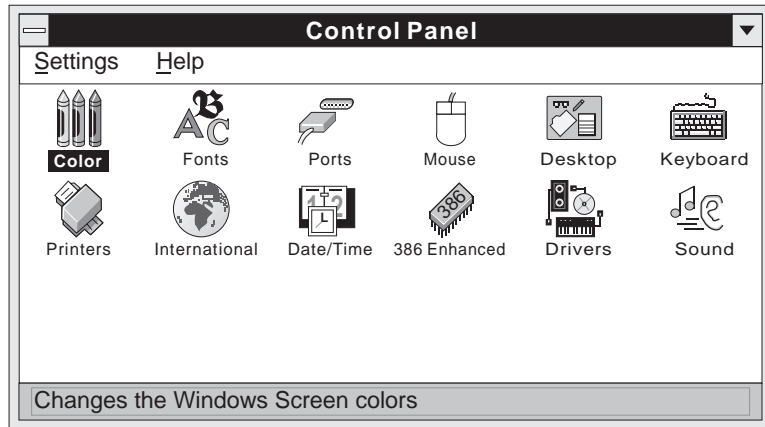 Control Panel
Settings Help
Color Fonts Ports Mouse Desktop Keyboard
Printers International Date/Time 386 Enhanced Drivers Sound
Changes the Windows Screen colors